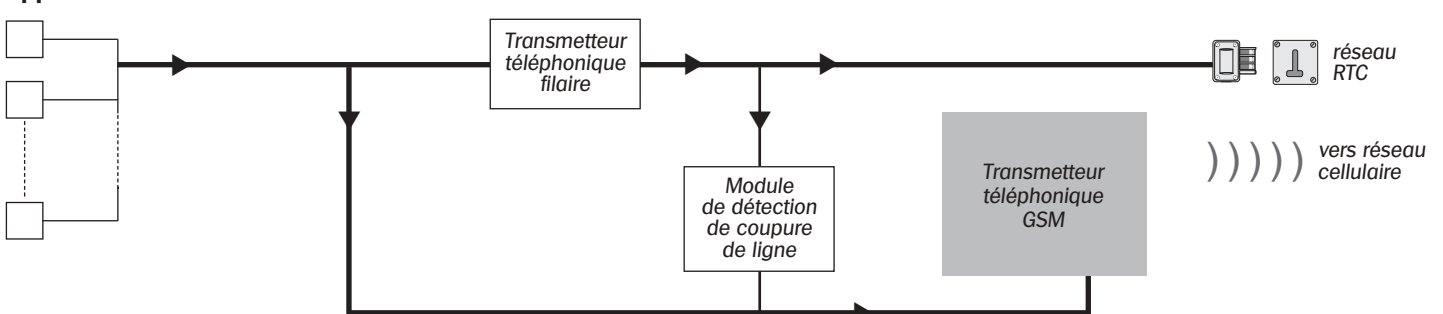 Transmetteur
téléphonique
filaire
réseau
RTC
vers réseau
cellulaire
Transmetteur
téléphonique
GSM
Module
de détection
de coupure
de ligne